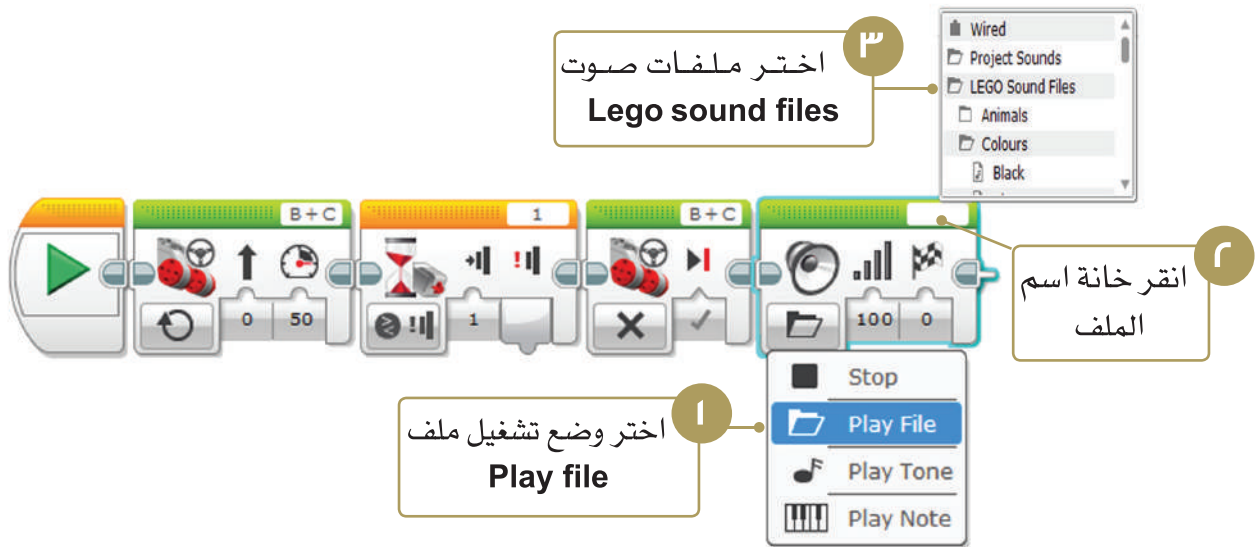 Wired
Project Sounds
LEGO Sound Files
Animals
Colours
Black
٣
اختر ملفات صوت
Lego sound files
B+C
1
B+C
0
50
1
100
0
٢
انقر خانة اسم
الملف
١
اختر وضع تشغيل ملف
Play file
Stop
Play File
Play Tone
Play Note